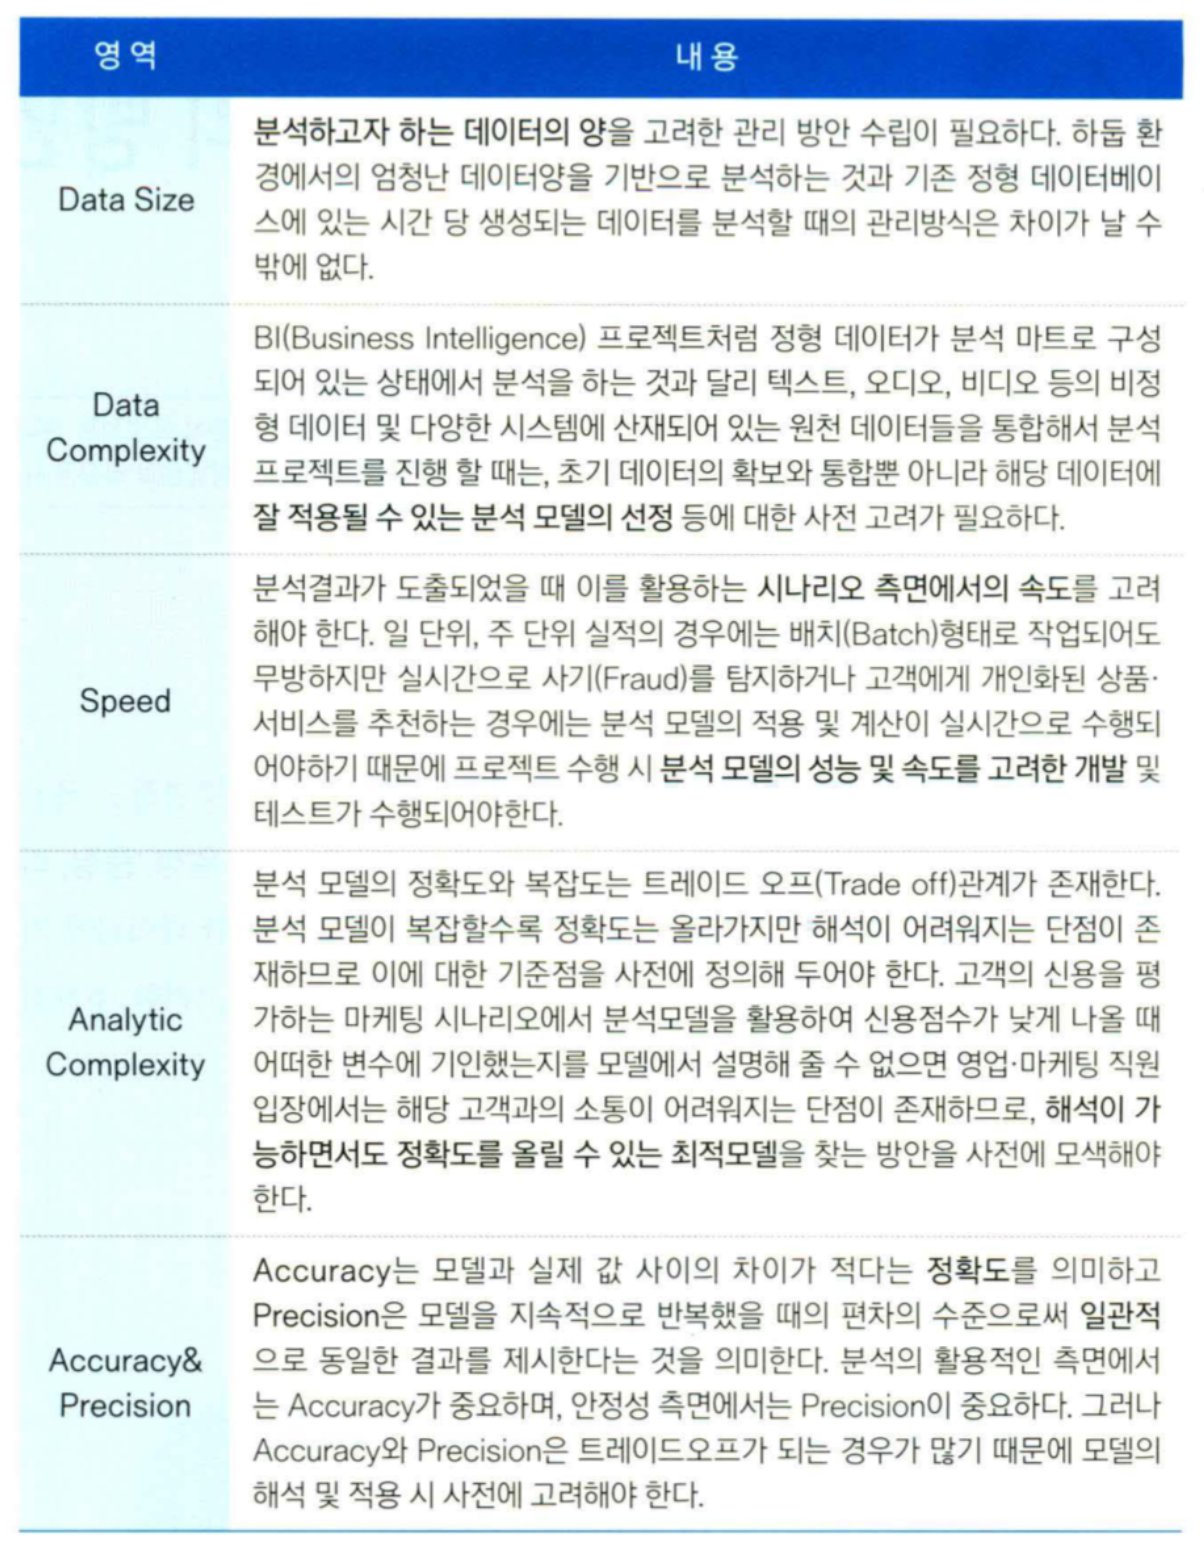 영 역
내 용
Data Size
분석하고자 하는 데이터의 양을 고려한 관리 방안 수립이 필요하다. 하둡 환
경에서의 엄청난 데이터양을 기반으로 분석하는 것과 기존 정형 데이터베이
스에 있는 시간 당 생성되는 데이터를 분석할 때의 관리방식은 차이가 날 수
밖에 없다.
Data
Complexity
BI(Business Intelligence) 프로젝트처럼 정형 데이터가 분석 마트로 구성
되어 있는 상태에서 분석을 하는 것과 달리 텍스트, 오디오, 비디오 등의 비정
형 데이터 및 다양한 시스템에 산재되어 있는 원천 데이터들을 통합해서 분석
프로젝트를 진행 할 때는, 초기 데이터의 확보와 통합뿐 아니라 해당 데이터에
잘 적용될 수 있는 분석 모델의 선정 등에 대한 사전 고려가 필요하다.
Speed
분석결과가 도출되었을 때 이를 활용하는 시나리오 측면에서의 속도를 고려
해야 한다. 일 단위, 주 단위 실적의 경우에는 배치(Batch)형태로 작업되어도
무방하지만 실시간으로 사기(Fraud)를 탐지하거나 고객에게 개인화된 상품·
서비스를 추천하는 경우에는 분석 모델의 적용 및 계산이 실시간으로 수행되
어야하기 때문에 프로젝트 수행 시 분석 모델의 성능 및 속도를 고려한 개발 및
테스트가 수행되어야한다.
Analytic
Complexity
분석 모델의 정확도와 복잡도는 트레이드 오프(Trade off)관계가 존재한다.
분석 모델이 복잡할수록 정확도는 올라가지만 해석이 어려워지는 단점이 존
재하므로 이에 대한 기준점을 사전에 정의해 두어야 한다. 고객의 신용을 평
가하는 마케팅 시나리오에서 분석모델을 활용하여 신용점수가 낮게 나올 때
어떠한 변수에 기인했는지를 모델에서 설명해 줄 수 없으면 영업·마케팅 직원
입장에서는 해당 고객과의 소통이 어려워지는 단점이 존재하므로, 해석이 가
능하면서도 정확도를 올릴 수 있는 최적모델을 찾는 방안을 사전에 모색해야
한다.
Accuracy&
Precision
Accuracy는 모델과 실제 값 사이의 차이가 적다는 정확도를 의미하고
Precision은 모델을 지속적으로 반복했을 때의 편차의 수준으로써 일관적
으로 동일한 결과를 제시한다는 것을 의미한다. 분석의 활용적인 측면에서
는 Accuracy가 중요하며, 안정성 측면에서는 Precision이 중요하다. 그러나
Accuracy와 Precision은 트레이드오프가 되는 경우가 많기 때문에 모델의
해석 및 적용 시 사전에 고려해야 한다.